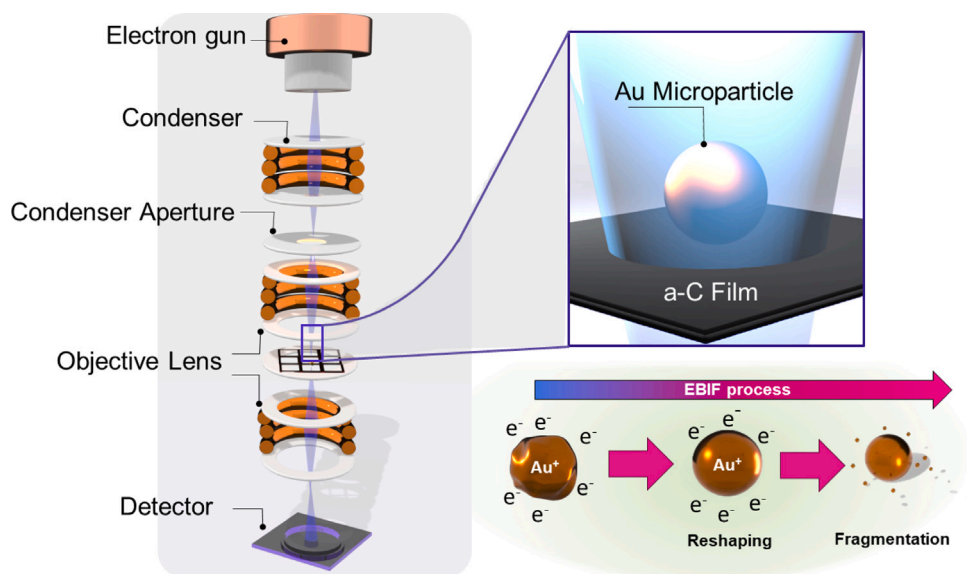 Electron gun
Condenser
Condenser Aperture
Objective Lens
Detector
Au Microparticle
a-C Film
EBIF process
e⁻ e⁻ e⁻
Au⁺
e⁻ e⁻ e⁻
e⁻ e⁻ e⁻
Au⁺
e⁻ e⁻ e⁻
Reshaping
Fragmentation